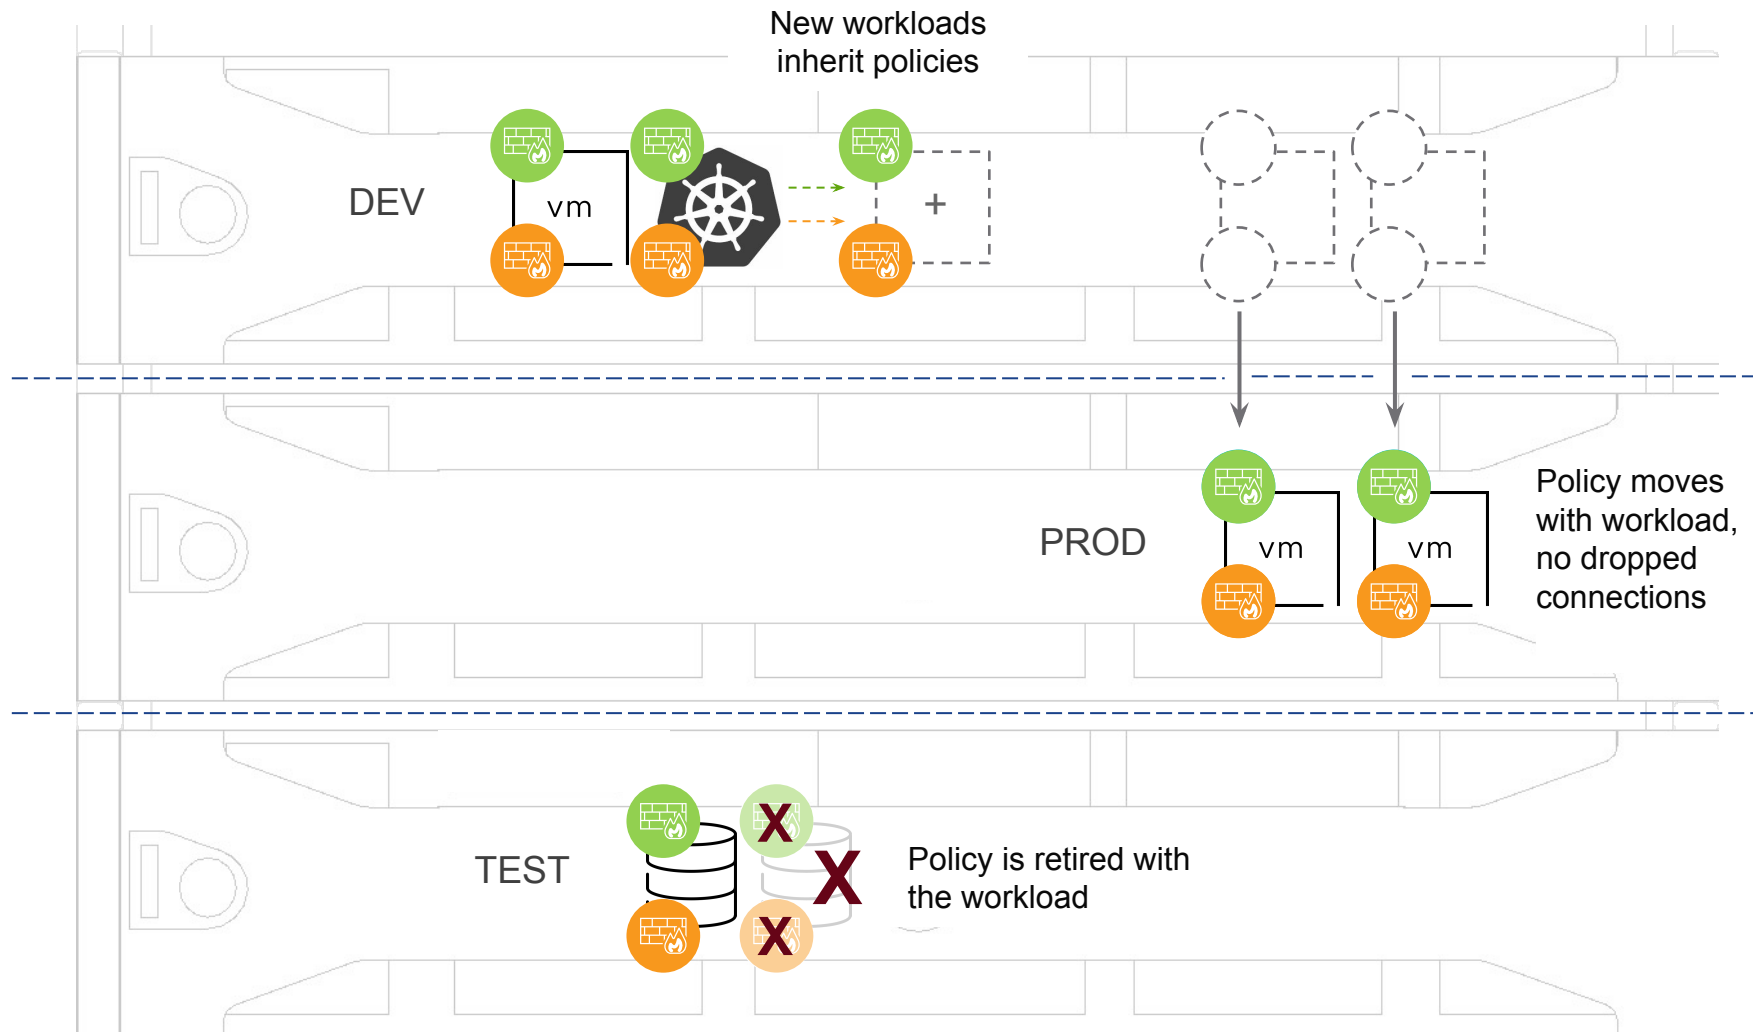 New workloads
inherit policies
DEV
vm
+
PROD
vm
vm
Policy moves
with workload,
no dropped
connections
TEST
X
X
X
Policy is retired with
the workload